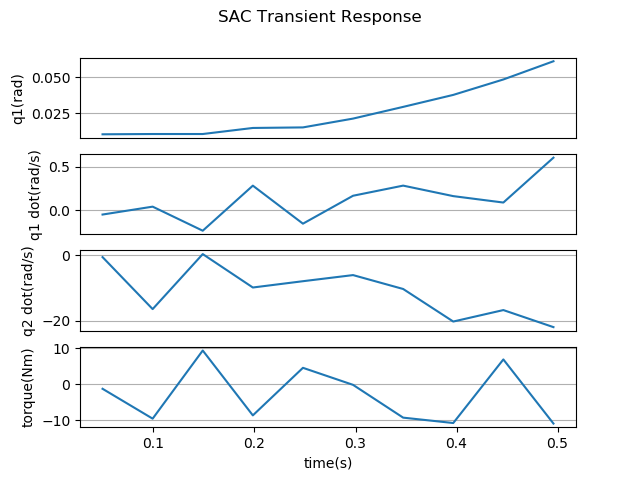 SAC Transient Response
q1(rad)
0.050
0.025
q1 dot(rad/s)
0.5
0.0
q2 dot(rad/s)
0
−20
torque(Nm)
10
0
−10
0.1 0.2 0.3 0.4 0.5
time(s)